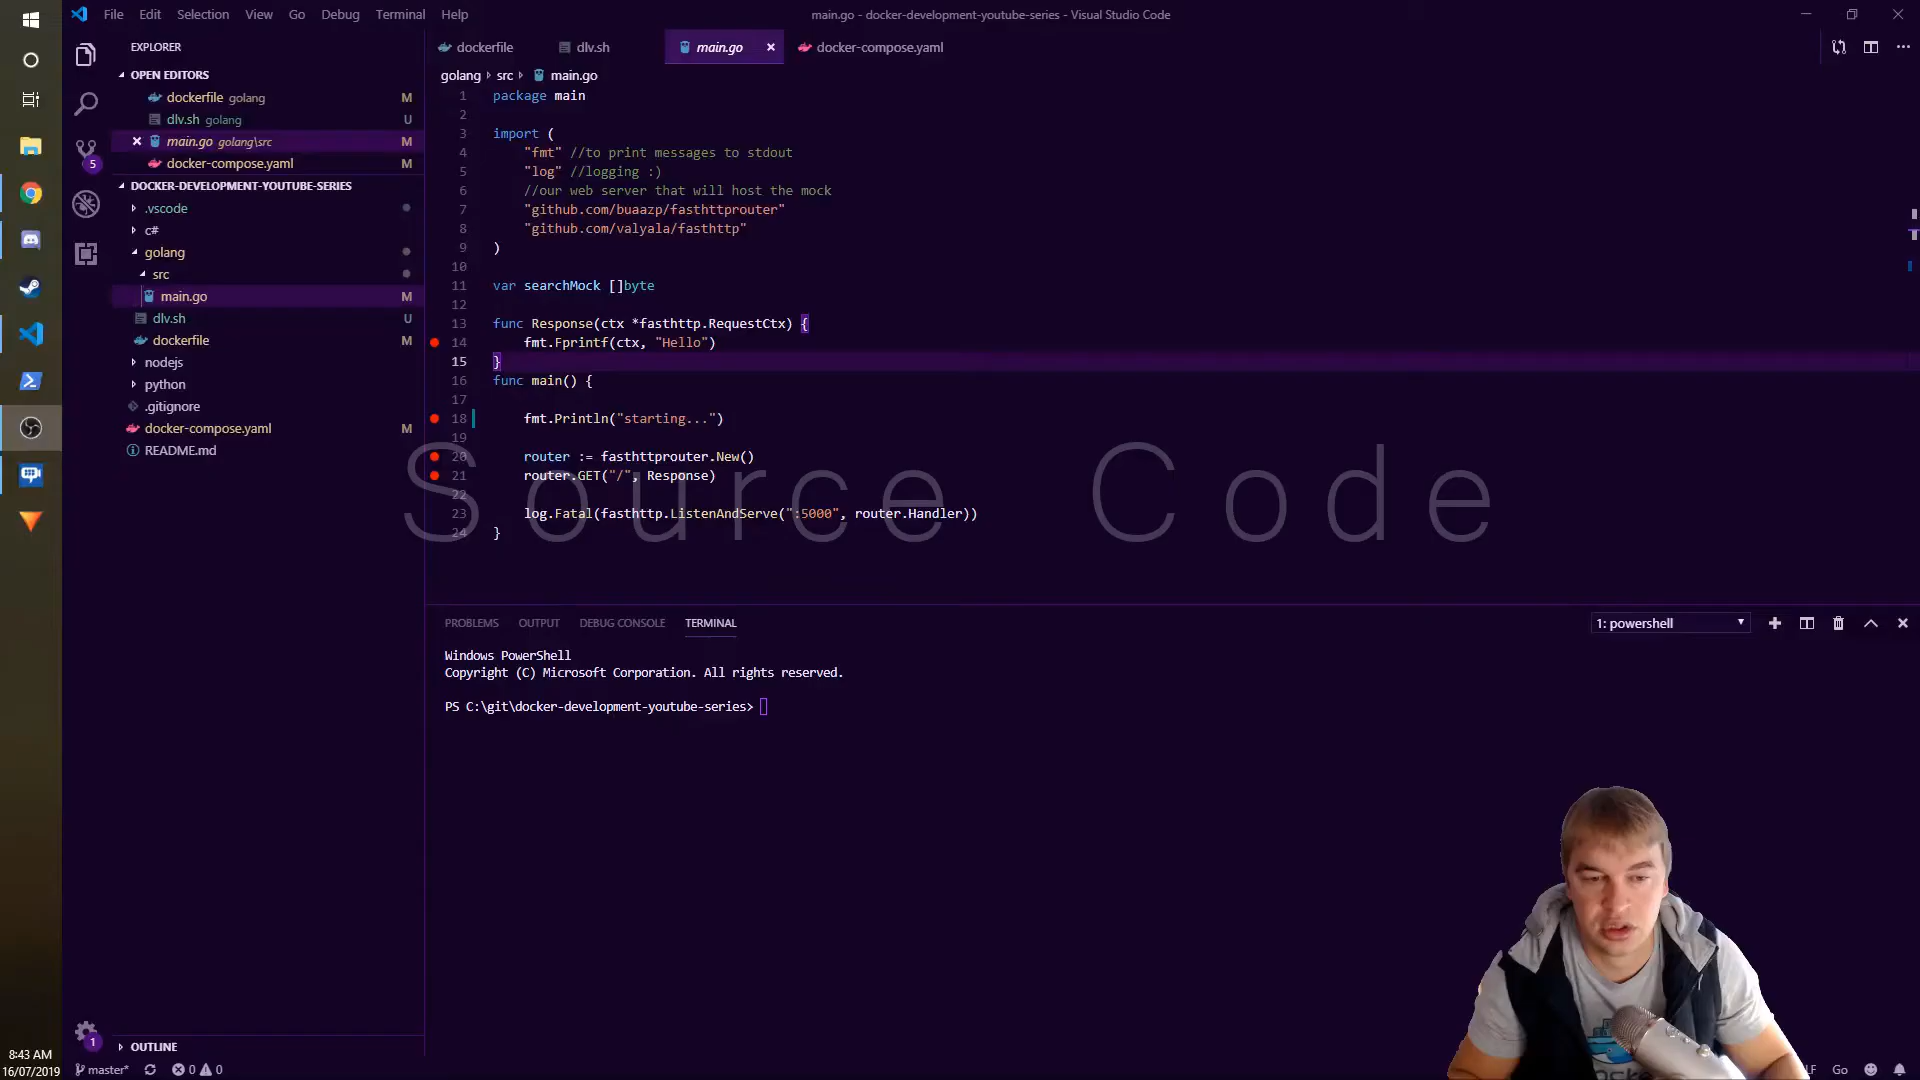 File Edit Selection View Go Debug Terminal Help
main.go - docker-development-youtube-series - Visual Studio Code
EXPLORER
OPEN EDITORS
dockerfile golang M
dlv.sh golang U
main.go golang\src M
docker-compose.yaml M
DOCKER-DEVELOPMENT-YOUTUBE-SERIES
.vscode
c#
golang
src
main.go M
dlv.sh U
dockerfile M
nodejs
python
.gitignore
docker-compose.yaml M
README.md
OUTLINE
5
1
dockerfile dlv.sh main.go docker-compose.yaml
golang src main.go
1 package main
2
3 import (
4 "fmt" //to print messages to stdout
5 "log" //logging :)
6 //our web server that will host the mock
7 "github.com/buaazp/fasthttprouter"
8 "github.com/valyala/fasthttp"
9 )
10
11 var searchMock []byte
12
13 func Response(ctx *fasthttp.RequestCtx) {
14 fmt.Fprintf(ctx, "Hello")
15 }
16 func main() {
17
18 fmt.Println("starting...")
19
20 router := fasthttprouter.New()
21 router.GET("/", Response)
22
23 log.Fatal(fasthttp.ListenAndServe(":5000", router.Handler))
24 }
Source Code
PROBLEMS OUTPUT DEBUG CONSOLE TERMINAL
1: powershell
Windows PowerShell
Copyright (C) Microsoft Corporation. All rights reserved.
PS C:\git\docker-development-youtube-series>
8:43 AM
16/07/2019
master* 0 0
LF Go